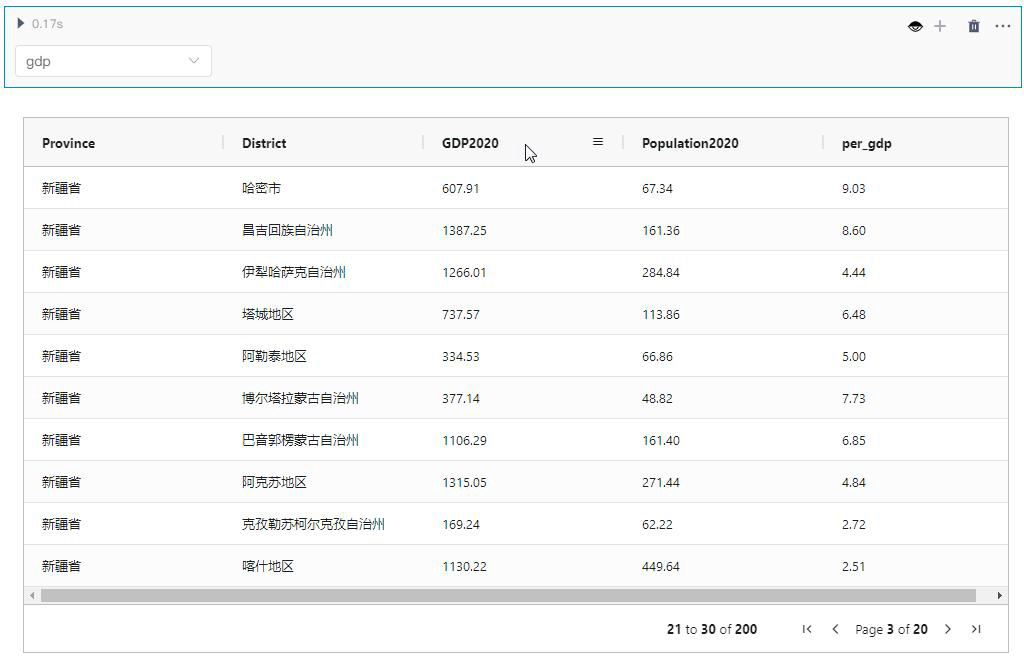 0.17s
gdp
Province District GDP2020 Population2020 per_gdp
新疆省 哈密市 607.91 67.34 9.03
新疆省 昌吉回族自治州 1387.25 161.36 8.60
新疆省 伊犁哈萨克自治州 1266.01 284.84 4.44
新疆省 塔城地区 737.57 113.86 6.48
新疆省 阿勒泰地区 334.53 66.86 5.00
新疆省 博尔塔拉蒙古自治州 377.14 48.82 7.73
新疆省 巴音郭楞蒙古自治州 1106.29 161.40 6.85
新疆省 阿克苏地区 1315.05 271.44 4.84
新疆省 克孜勒苏柯尔克孜自治州 169.24 62.22 2.72
新疆省 喀什地区 1130.22 449.64 2.51
21 to 30 of 200 Page 3 of 20